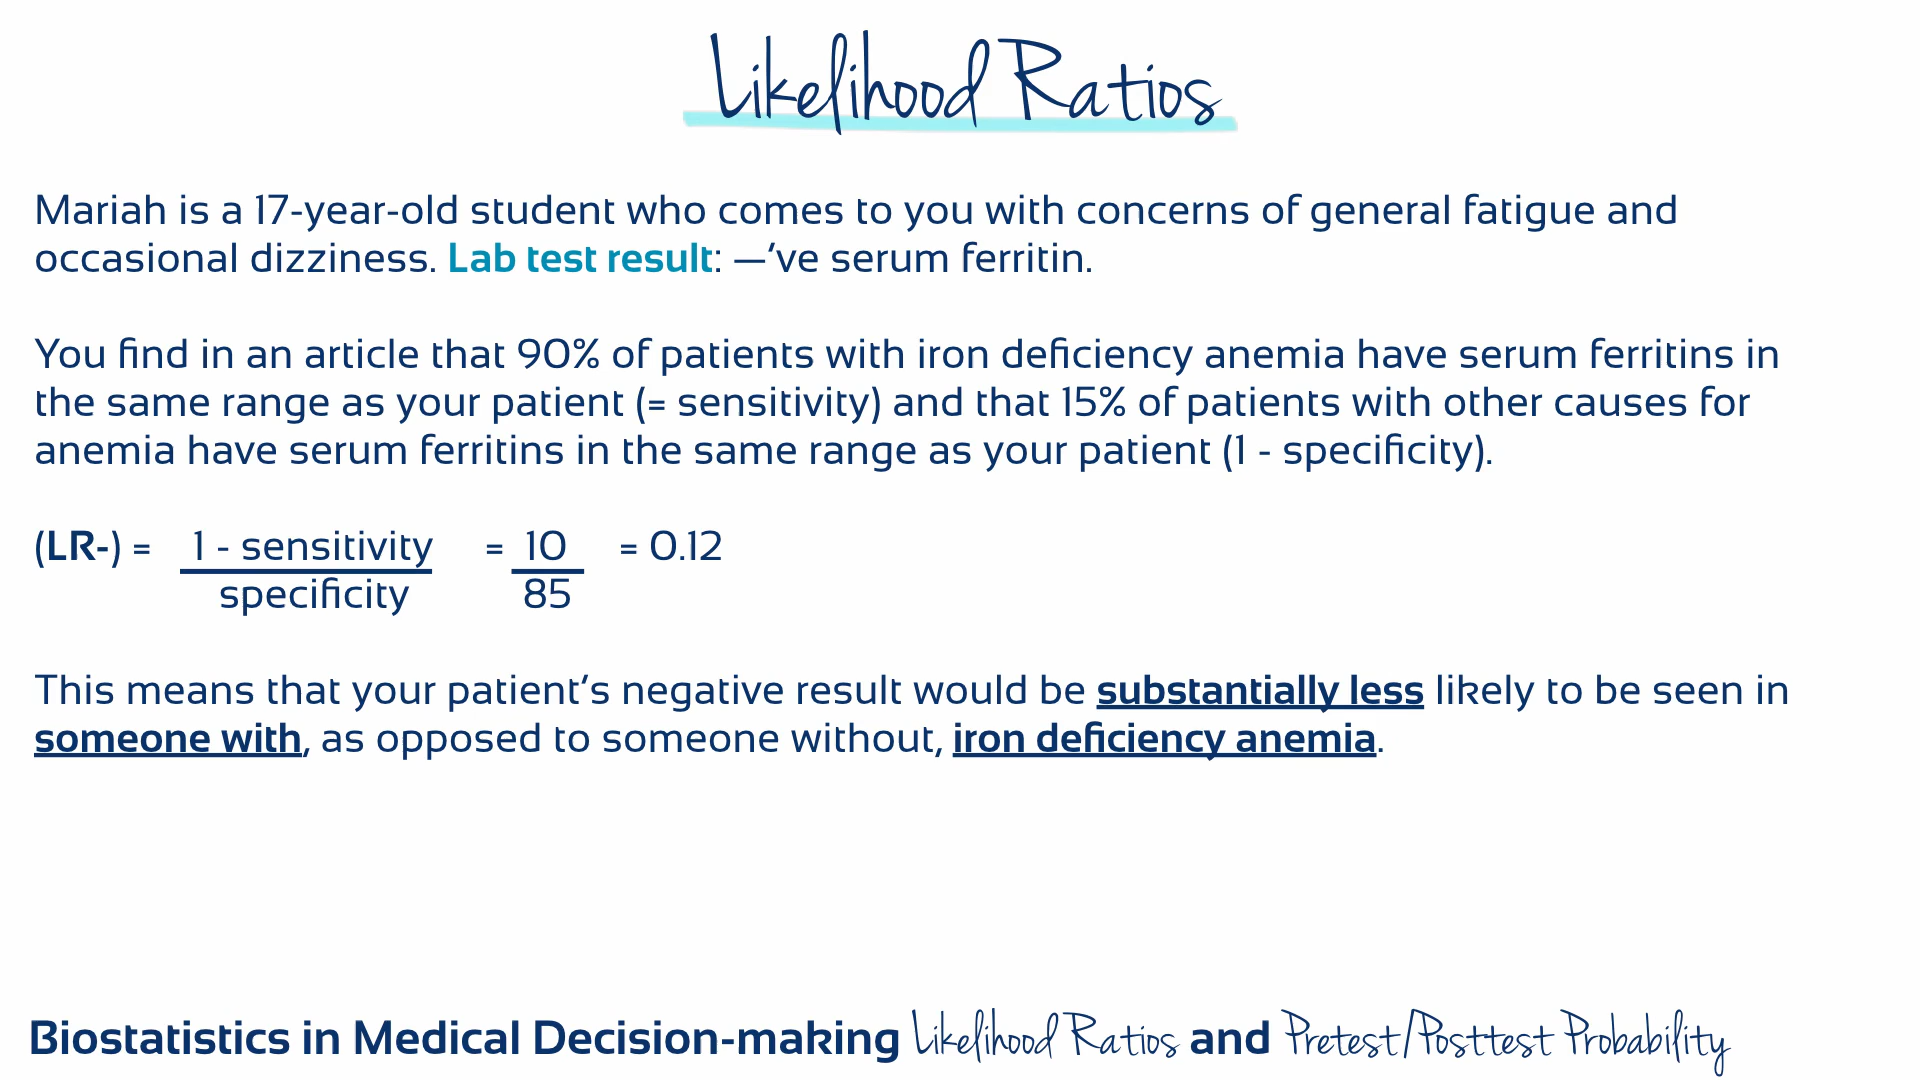 Likelihood Ratios
Mariah is a 17-year-old student who comes to you with concerns of general fatigue and
occasional dizziness. Lab test result: —‘ve serum ferritin.
You find in an article that 90% of patients with iron deficiency anemia have serum ferritins in
the same range as your patient (= sensitivity) and that 15% of patients with other causes for
anemia have serum ferritins in the same range as your patient (1 - specificity).
(LR-) = 1 - sensitivity = 10 = 0.12
specificity 85
This means that your patient‘s negative result would be substantially less likely to be seen in
someone with, as opposed to someone without, iron deficiency anemia.
Biostatistics in Medical Decision-making Likelihood Ratios and Pretest/Posttest Probability